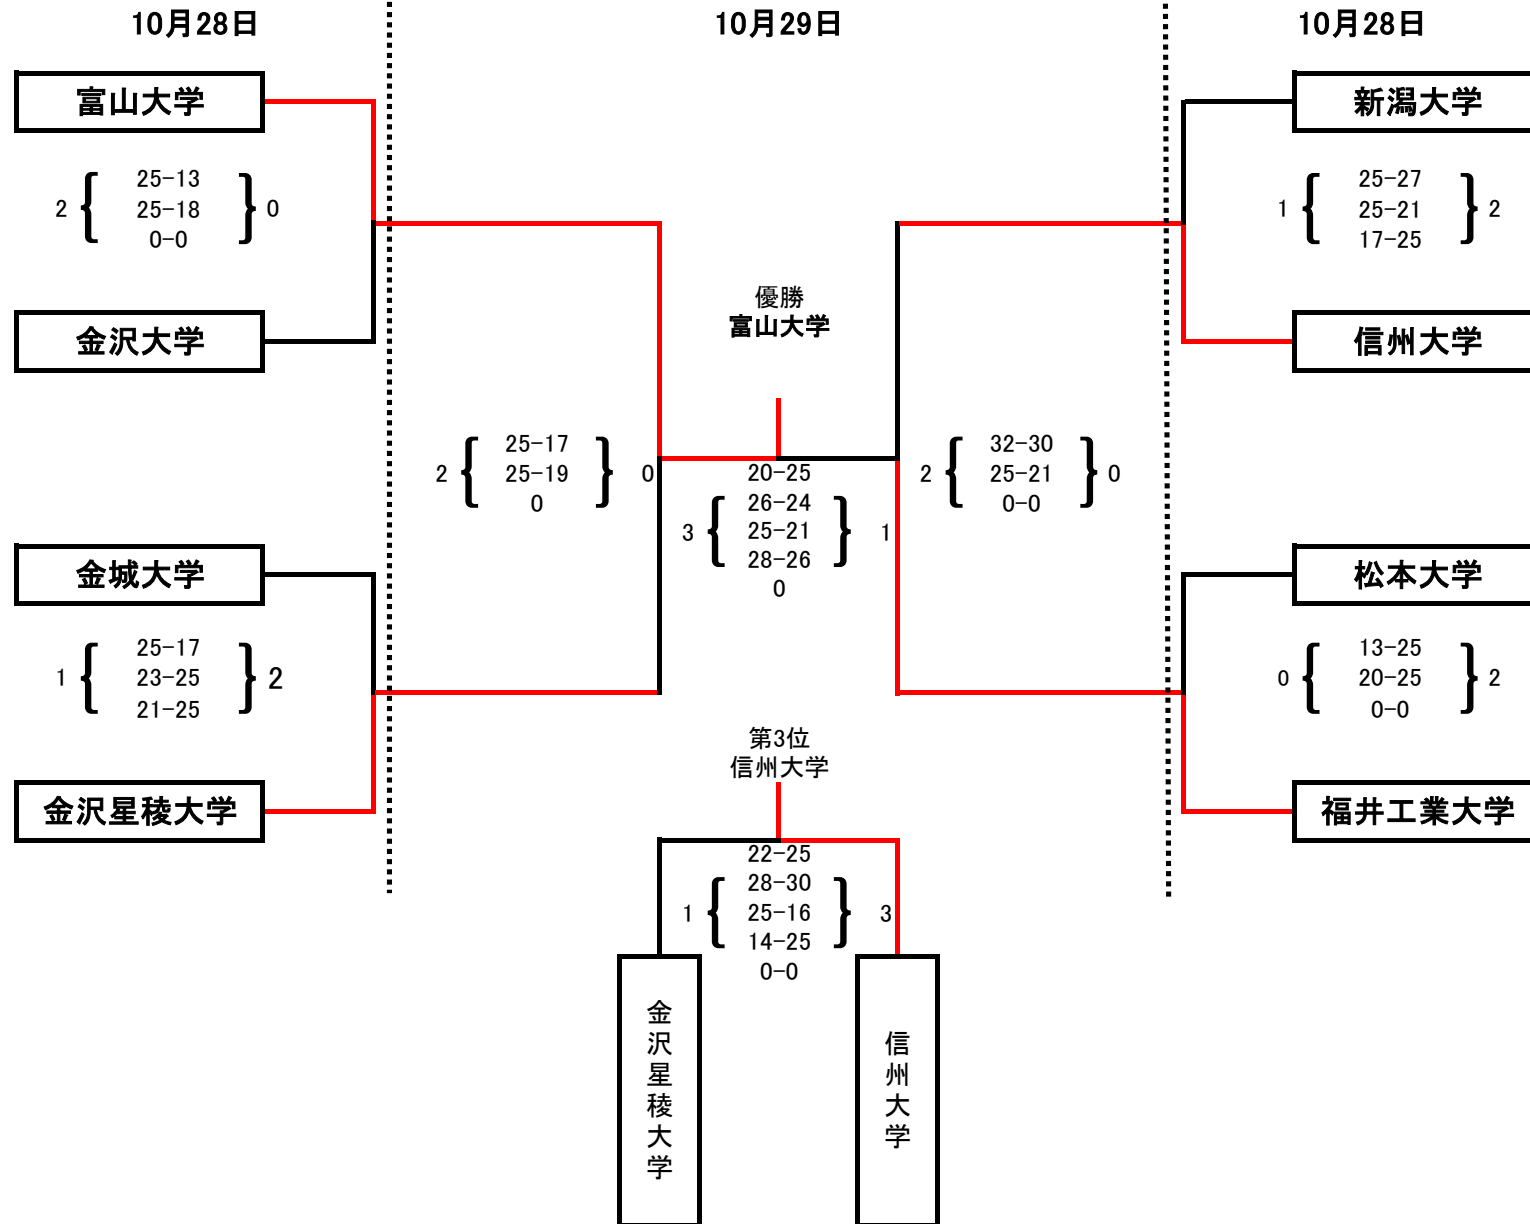 10月28日
10月29日
10月28日
富山大学
新潟大学
25-13
2 { 25-18 } 0
0-0
25-27
1 { 25-21 } 2
17-25
金沢大学
信州大学
優勝
富山大学
25-17
2 { 25-19 } 0
0
20-25
26-24
3 { 25-21 } 1
28-26
0
32-30
2 { 25-21 } 0
0-0
金城大学
松本大学
25-17
1 { 23-25 } 2
21-25
13-25
0 { 20-25 } 2
0-0
金沢星稜大学
福井工業大学
第3位
信州大学
22-25
28-30
1 { 25-16 } 3
14-25
0-0
金沢星稜大学
信州大学